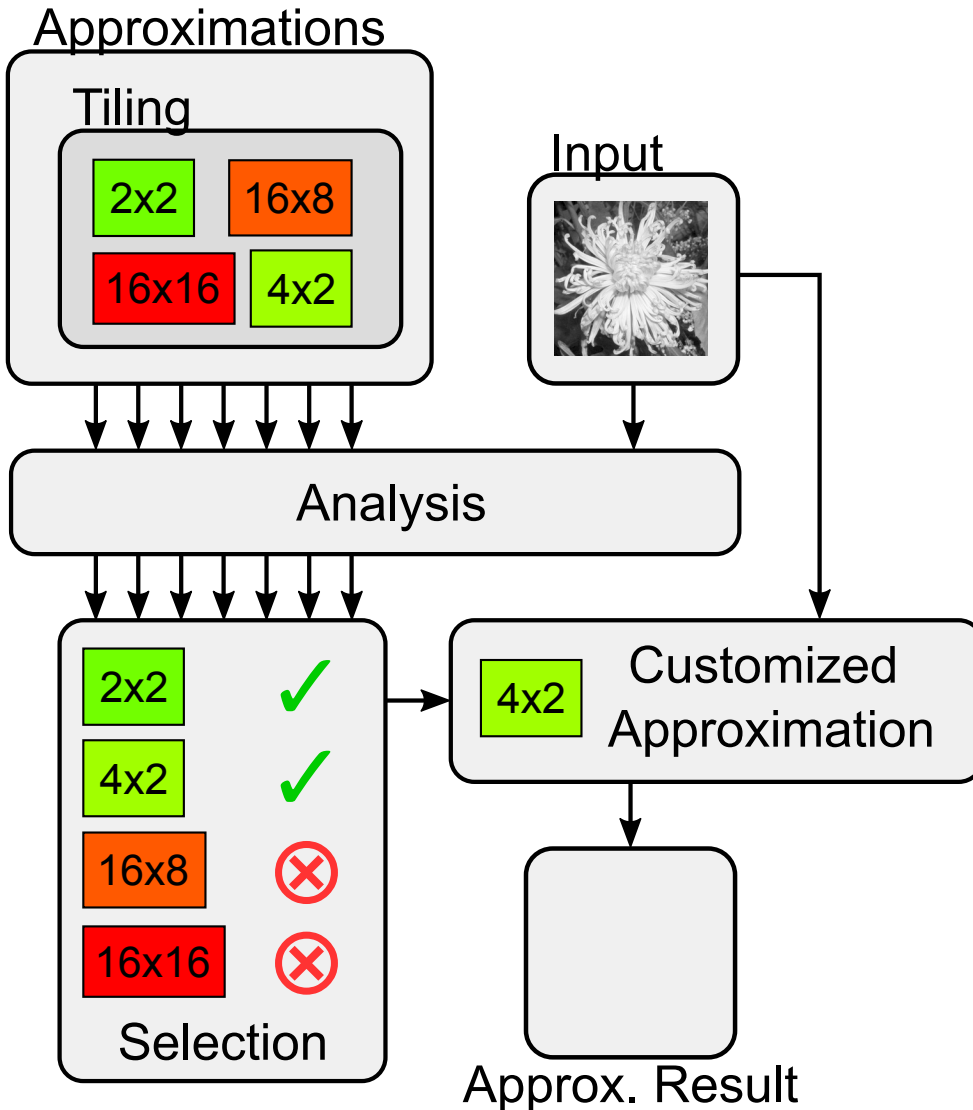 Approximations
Tiling
2x2
16x8
16x16
4x2
Input
Analysis
2x2
4x2
16x8
16x16
Selection
4x2
Customized
Approximation
Approx. Result